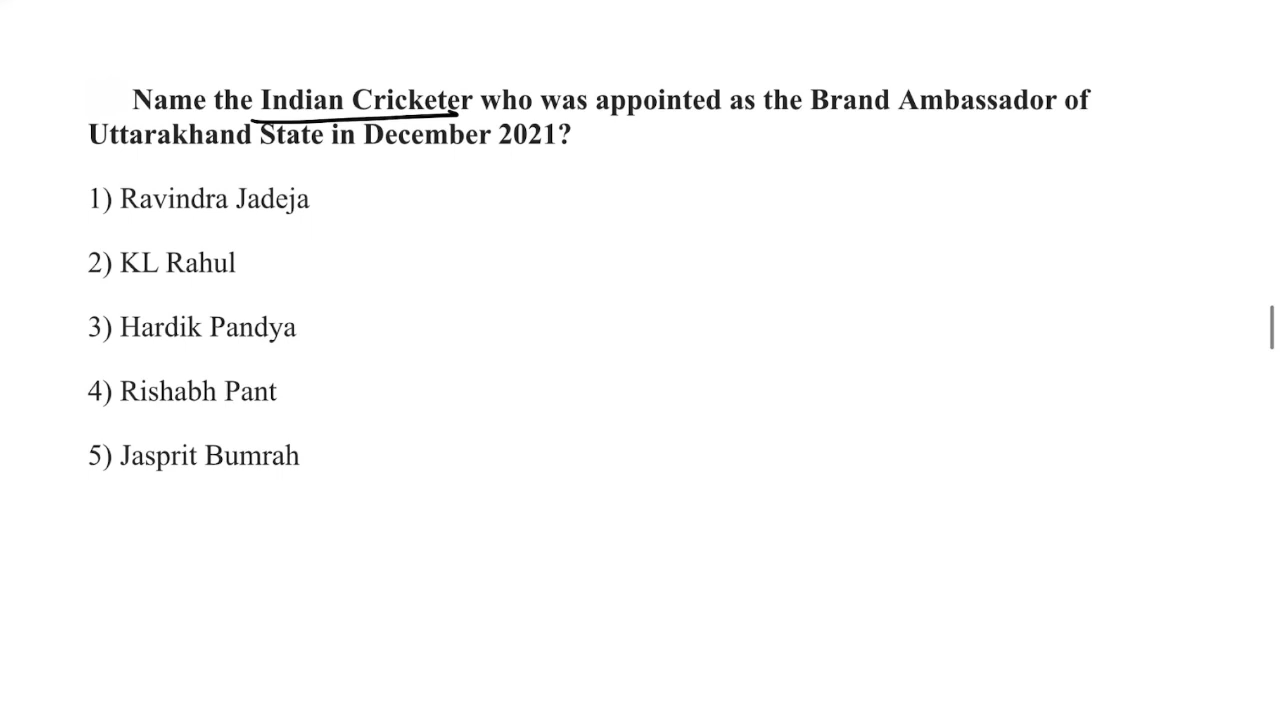 Name the Indian Cricketer who was appointed as the Brand Ambassador of
Uttarakhand State in December 2021?
1) Ravindra Jadeja
2) KL Rahul
3) Hardik Pandya
4) Rishabh Pant
5) Jasprit Bumrah